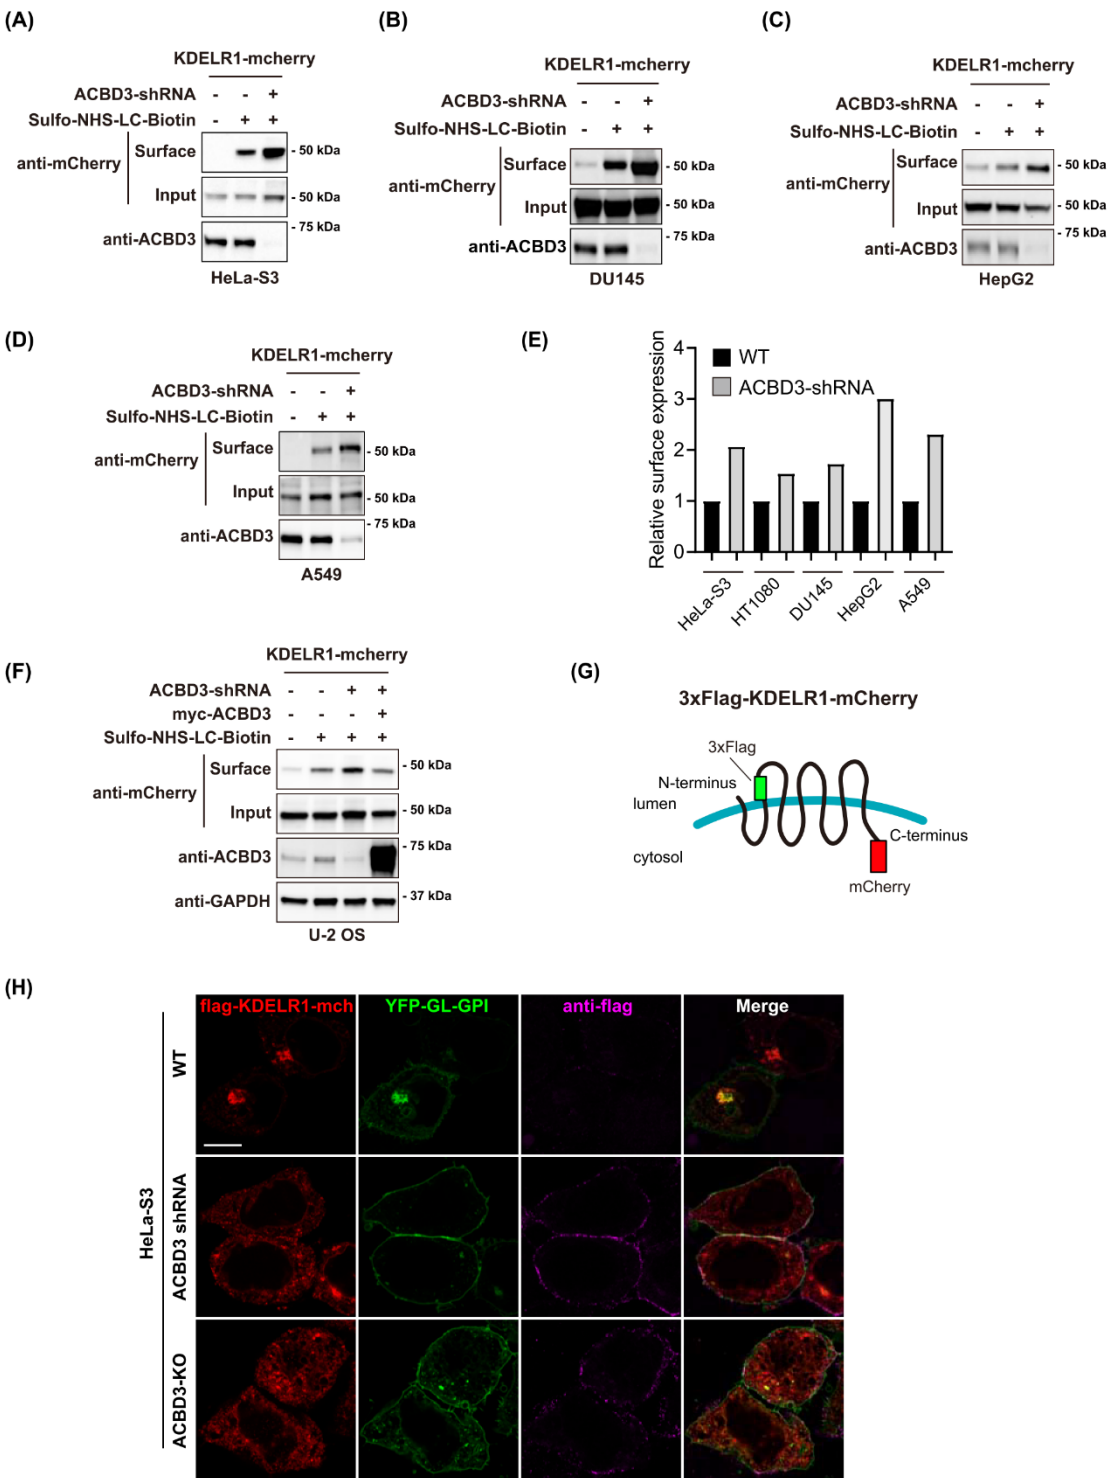 (A)
KDELR1-mcherry
ACBD3-shRNA - - +
Sulfo-NHS-LC-Biotin - + +
anti-mCherry
Surface - 50 kDa
Input - 50 kDa
anti-ACBD3 - 75 kDa
HeLa-S3
(B)
KDELR1-mcherry
ACBD3-shRNA - - +
Sulfo-NHS-LC-Biotin - + +
anti-mCherry
Surface - 50 kDa
Input - 50 kDa
anti-ACBD3 - 75 kDa
DU145
(C)
KDELR1-mcherry
ACBD3-shRNA - - +
Sulfo-NHS-LC-Biotin - + +
anti-mCherry
Surface - 50 kDa
Input - 50 kDa
anti-ACBD3 - 75 kDa
HepG2
(D)
KDELR1-mcherry
ACBD3-shRNA - - +
Sulfo-NHS-LC-Biotin - + +
anti-mCherry
Surface - 50 kDa
Input - 50 kDa
anti-ACBD3 - 75 kDa
A549
(E)
Relative surface expression
4
3
2
1
0
WT
ACBD3-shRNA
HeLa-S3
HT1080
DU145
HepG2
A549
(F)
KDELR1-mcherry
ACBD3-shRNA - - + +
myc-ACBD3 - - - +
Sulfo-NHS-LC-Biotin - + + +
anti-mCherry
Surface - 50 kDa
Input - 50 kDa
anti-ACBD3 - 75 kDa
anti-GAPDH - 37 kDa
U-2 OS
(G)
3xFlag-KDELR1-mCherry
3xFlag
N-terminus
lumen
C-terminus
cytosol
mCherry
(H)
flag-KDELR1-mch YFP-GL-GPI anti-flag Merge
HeLa-S3
WT
ACBD3 shRNA
ACBD3-KO